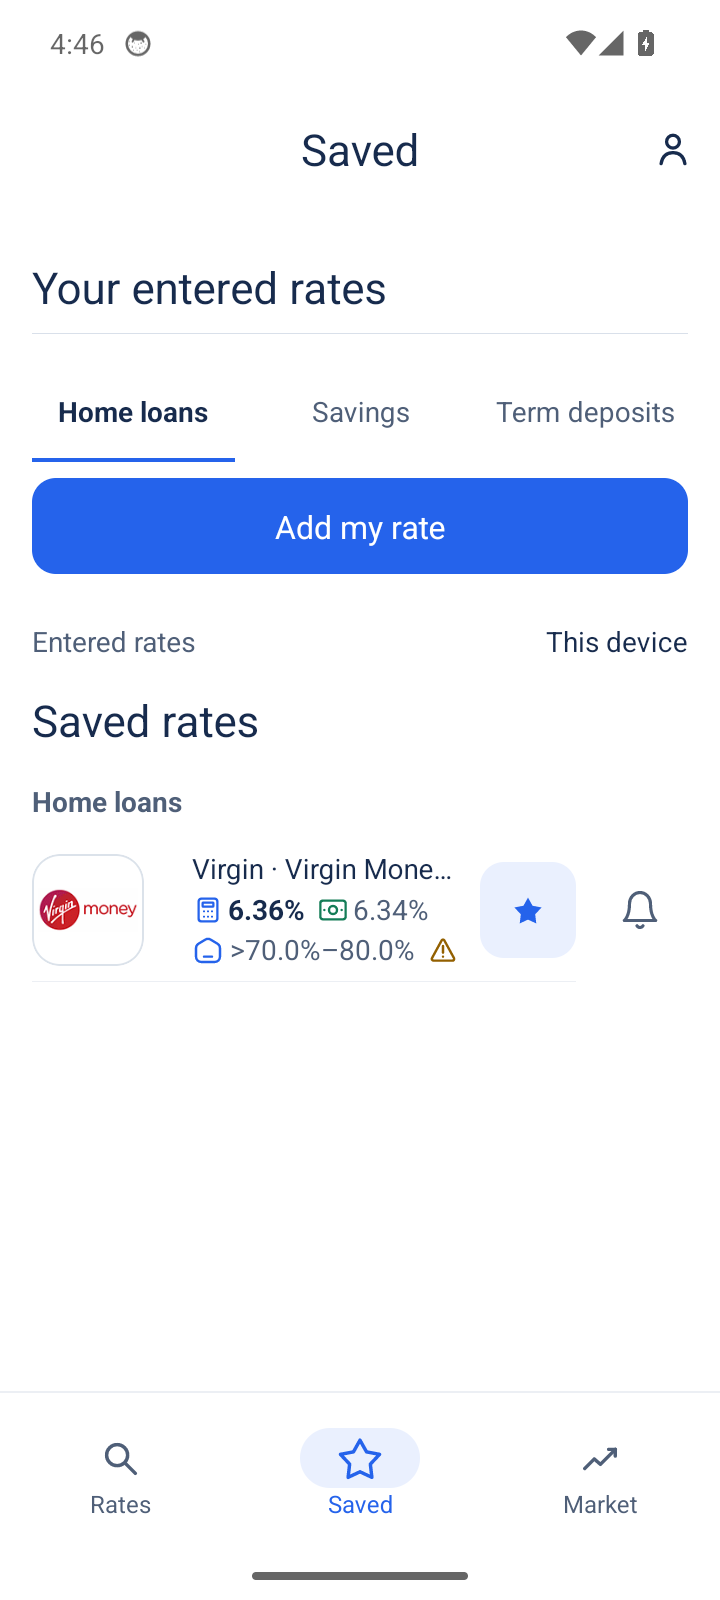 4:46
Saved
Your entered rates
Home loans
Savings
Term deposits
Add my rate
Entered rates
This device
Saved rates
Home loans
Virgin money
Virgin · Virgin Mone...
6.36% 6.34%
>70.0%–80.0%
Rates
Saved
Market